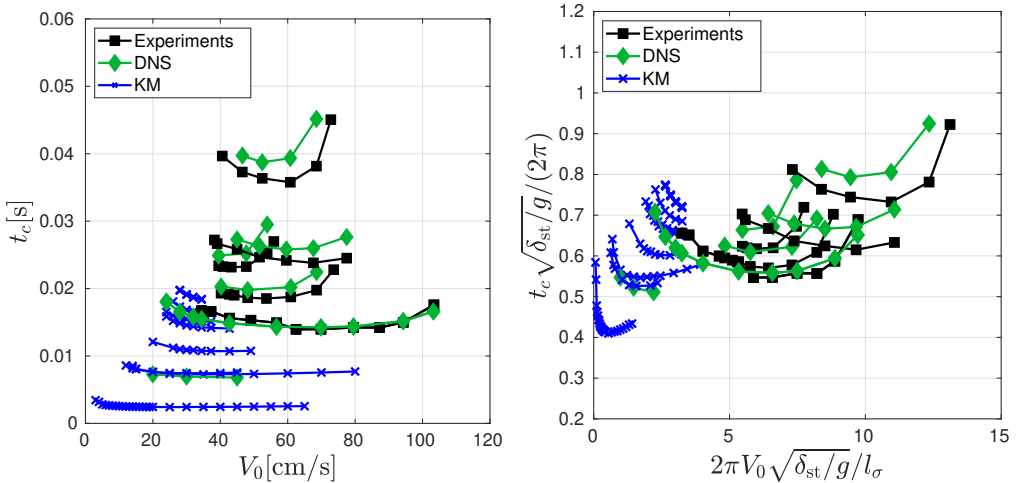 0.06
0.05
0.04
0.03
0.02
0.01
0
0 20 40 60 80 100 120
t_c[s]
V_0[cm/s]
Experiments
DNS
KM
1.2
1.1
1
0.9
0.8
0.7
0.6
0.5
0.4
0.3
0.2
0 5 10 15
t_c√δ_st/g/(2π)
2πV_0√δ_st/g/l_σ
Experiments
DNS
KM